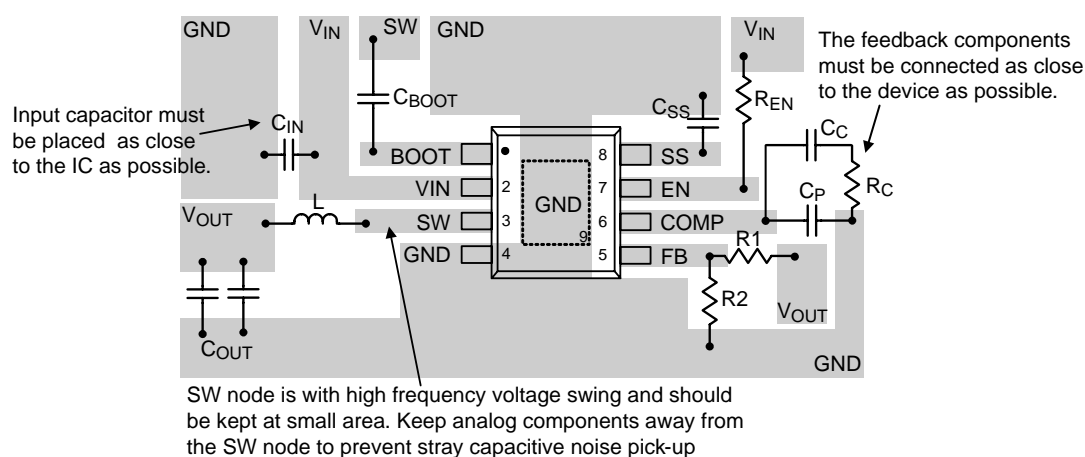 GND
VIN
SW
GND
VIN
The feedback components
must be connected as close
to the device as possible.
Input capacitor must
be placed  as close
to the IC as possible.
CIN
CBOOT
CSS
REN
CC
RC
CP
BOOT
8
SS
VIN
2
7
EN
GND
SW
3
6
COMP
9
GND
4
5
FB
L
VOUT
R1
R2
VOUT
COUT
GND
SW node is with high frequency voltage swing and should
be kept at small area. Keep analog components away from
the SW node to prevent stray capacitive noise pick-up